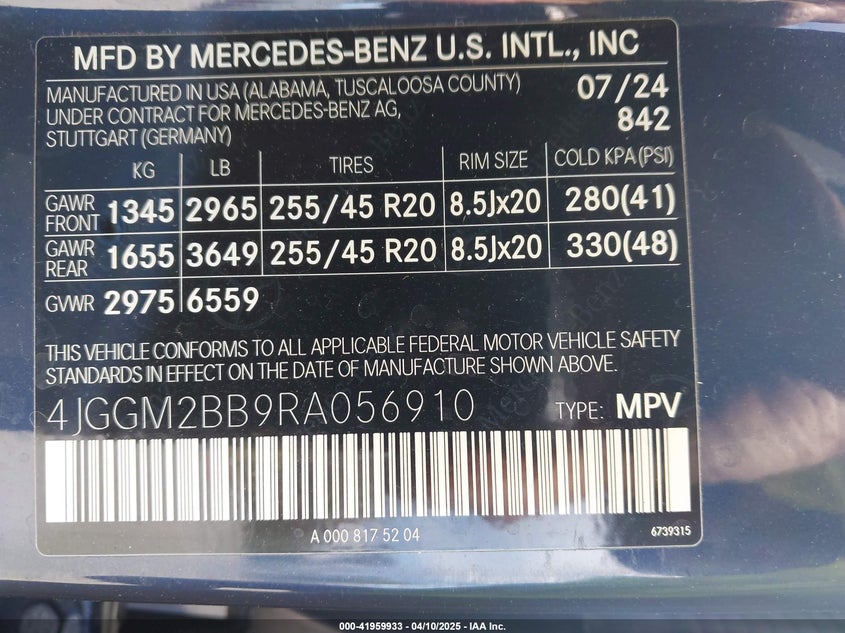 MFD BY MERCEDES-BENZ U.S. INTL., INC
MANUFACTURED IN USA (ALABAMA, TUSCALOOSA COUNTY) 07/24
UNDER CONTRACT FOR MERCEDES-BENZ AG, 842
STUTTGART (GERMANY)
KG LB TIRES RIM SIZE COLD KPA (PSI)
GAWR FRONT 1345 2965 255/45 R20 8.5Jx20 280(41)
GAWR REAR 1655 3649 255/45 R20 8.5Jx20 330(48)
GVWR 2975 6559
THIS VEHICLE CONFORMS TO ALL APPLICABLE FEDERAL MOTOR VEHICLE SAFETY
STANDARDS IN EFFECT ON THE DATE OF MANUFACTURE SHOWN ABOVE.
4JGGM2BB9RA056910 TYPE: MPV
A 000 817 52 04 6739315
000-41959933 - 04/10/2025 - IAA Inc.